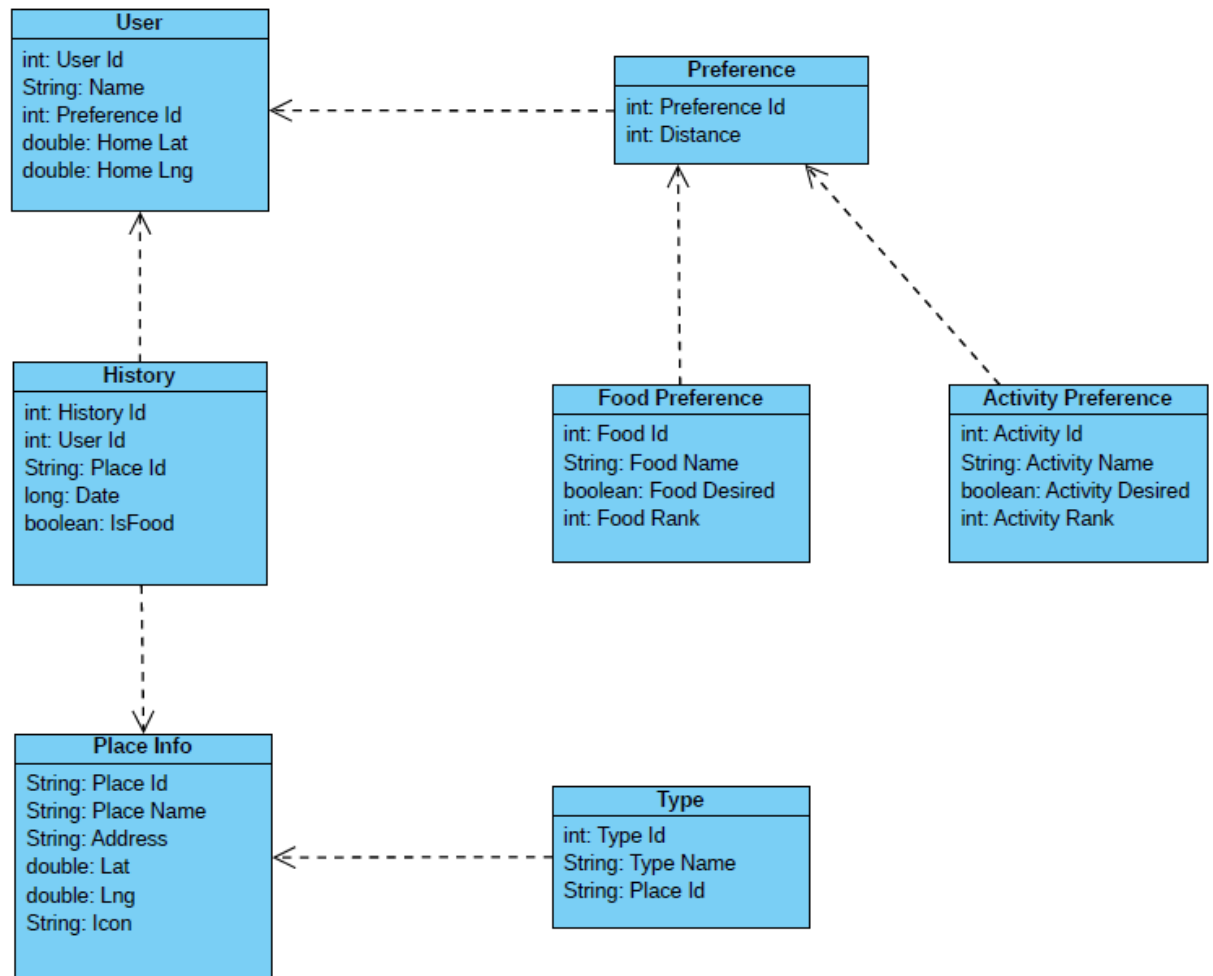 User
int: User Id
String: Name
int: Preference Id
double: Home Lat
double: Home Lng
Preference
int: Preference Id
int: Distance
History
int: History Id
int: User Id
String: Place Id
long: Date
boolean: IsFood
Food Preference
int: Food Id
String: Food Name
boolean: Food Desired
int: Food Rank
Activity Preference
int: Activity Id
String: Activity Name
boolean: Activity Desired
int: Activity Rank
Place Info
String: Place Id
String: Place Name
String: Address
double: Lat
double: Lng
String: Icon
Type
int: Type Id
String: Type Name
String: Place Id